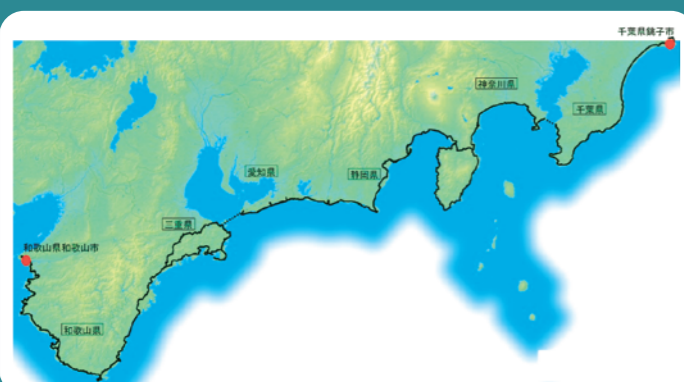 千葉県銚子市
神奈川県
千葉県
愛知県
静岡県
三重県
和歌山県和歌山市
和歌山県